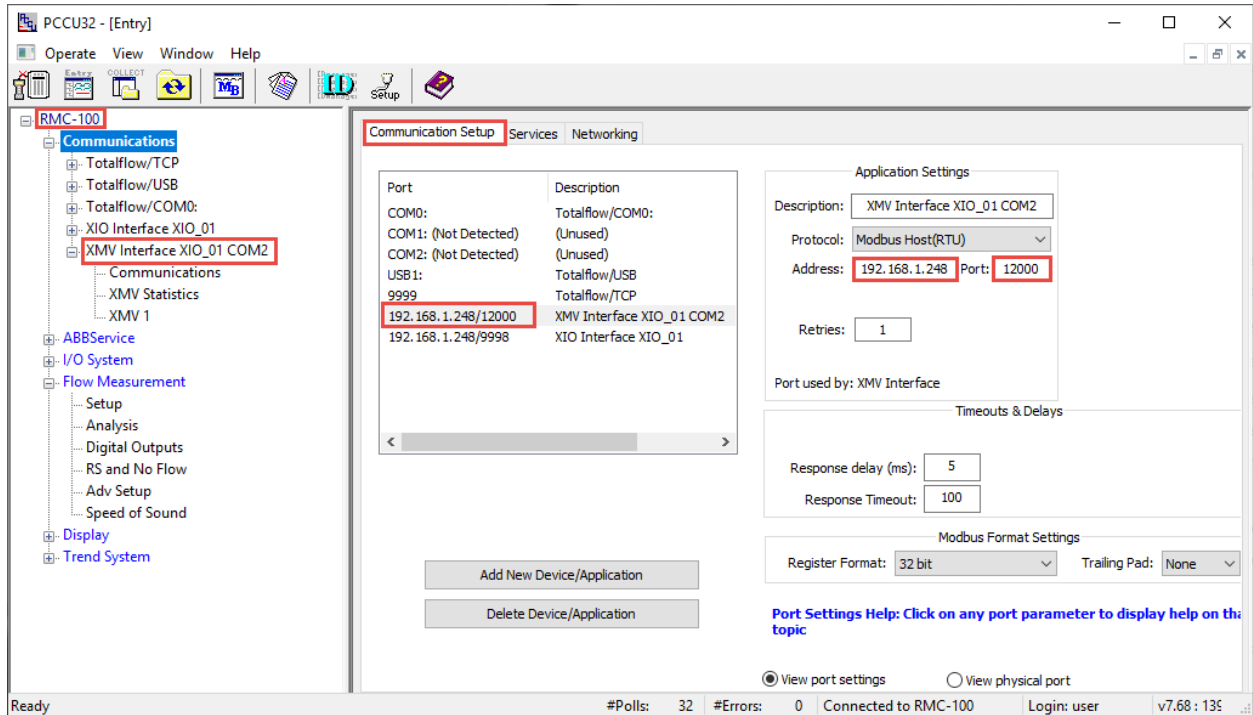 PCCU32 - [Entry]
Operate View Window Help
Entry
COLLECT
MB
ID
Setup
RMC-100
Communications
Totalflow/TCP
Totalflow/USB
Totalflow/COM0:
XIO Interface XIO_01
XMV Interface XIO_01 COM2
Communications
XMV Statistics
XMV 1
ABBService
I/O System
Flow Measurement
Setup
Analysis
Digital Outputs
RS and No Flow
Adv Setup
Speed of Sound
Display
Trend System
Communication Setup Services Networking
Port Description
COM0: Totalflow/COM0:
COM1: (Not Detected) (Unused)
COM2: (Not Detected) (Unused)
USB1: Totalflow/USB
9999 Totalflow/TCP
192.168.1.248/12000 XMV Interface XIO_01 COM2
192.168.1.248/9998 XIO Interface XIO_01
Add New Device/Application
Delete Device/Application
Application Settings
Description: XMV Interface XIO_01 COM2
Protocol: Modbus Host(RTU)
Address: 192.168.1.248 Port: 12000
Retries: 1
Port used by: XMV Interface
Timeouts & Delays
Response delay (ms): 5
Response Timeout: 100
Modbus Format Settings
Register Format: 32 bit Trailing Pad: None
Port Settings Help: Click on any port parameter to display help on tha
topic
View port settings View physical port
Ready #Polls: 32 #Errors: 0 Connected to RMC-100 Login: user v7.68 : 139